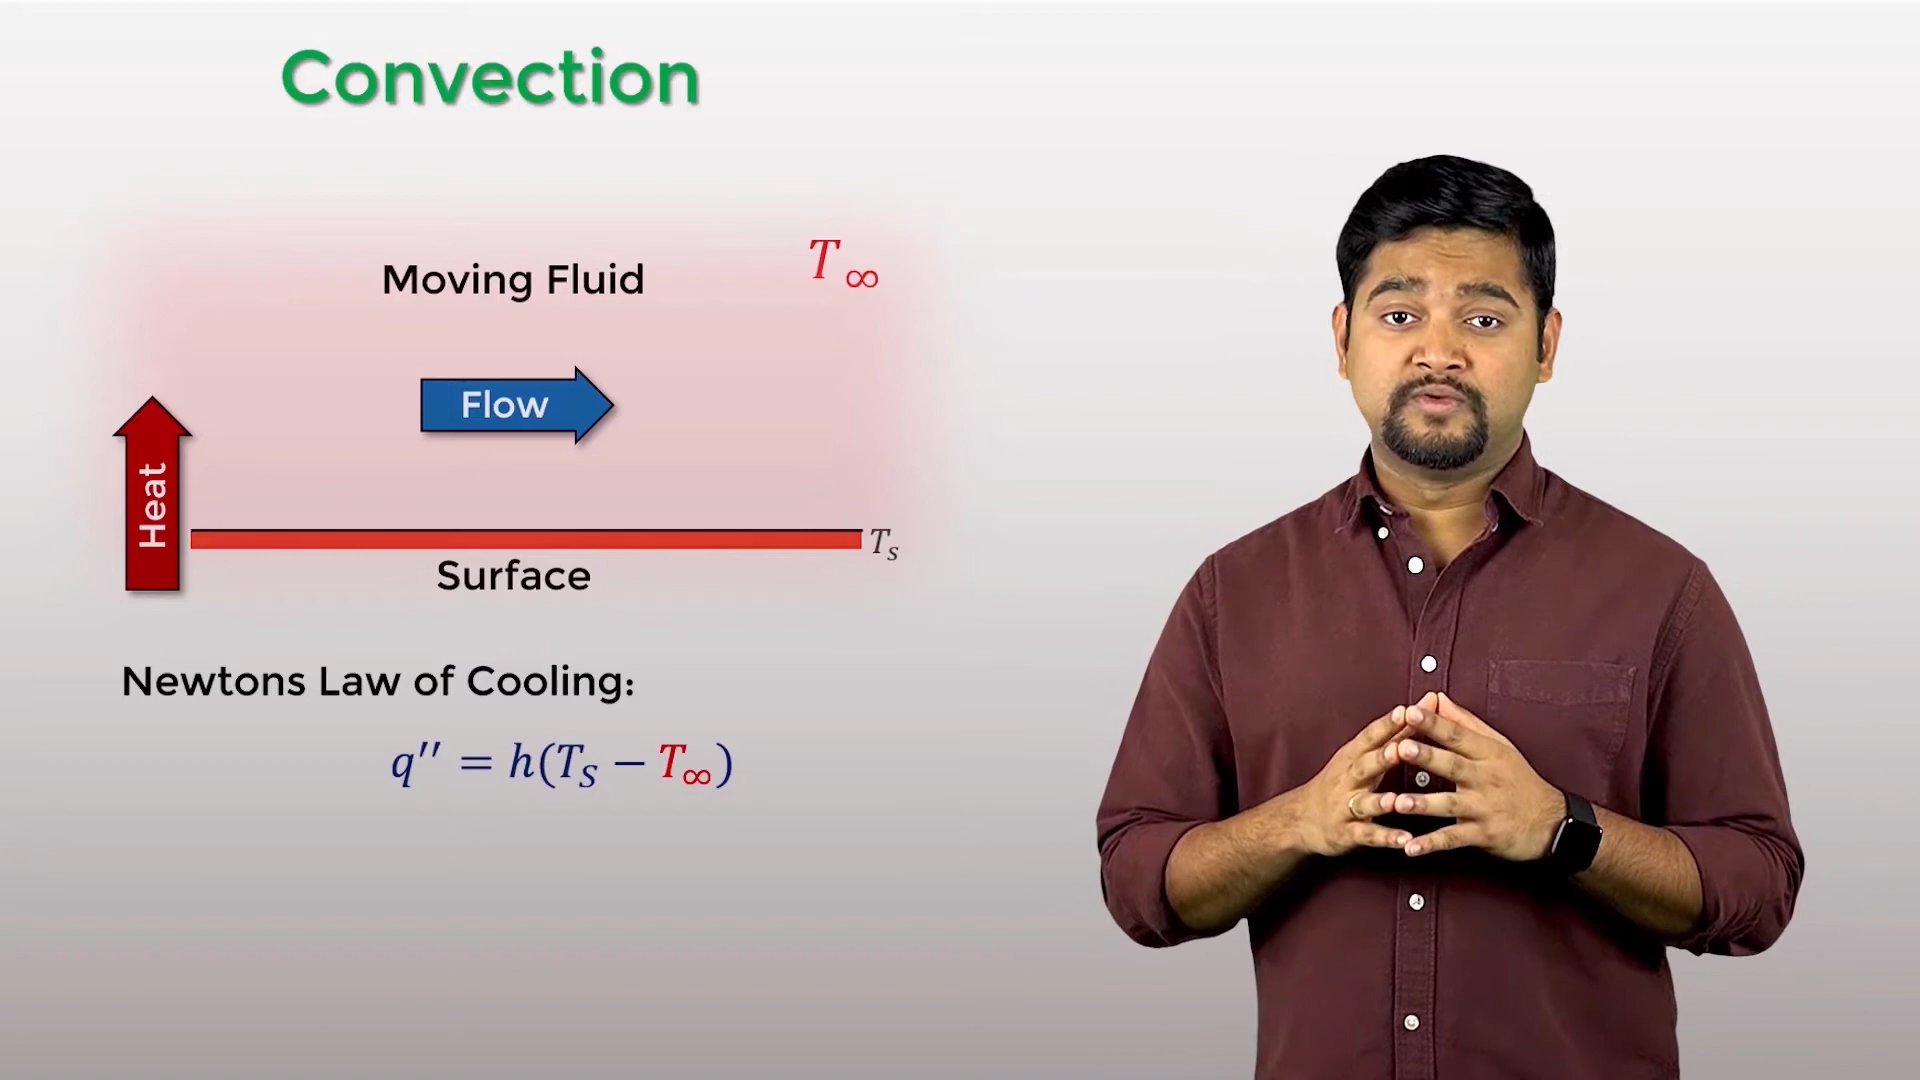 Convection
Moving Fluid
T∞
Flow
Heat
Ts
Surface
Newtons Law of Cooling:
q′′ = h(TS − T∞)